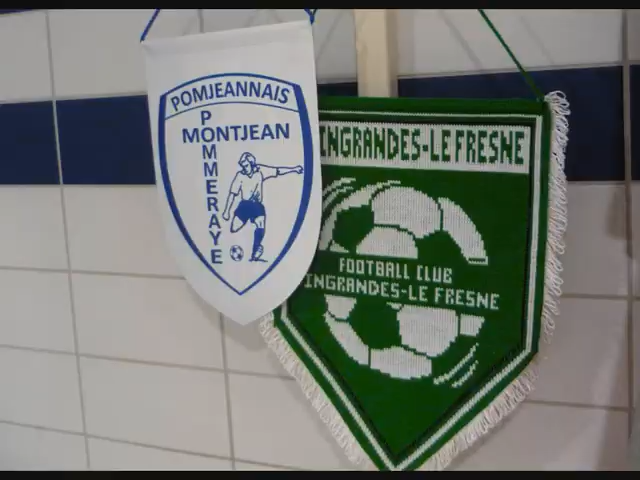 POMJEANNAIS
MONTJEAN
POMMERAYE
INGRANDES-LE FRESNE
FOOTBALL CLUB
INGRANDES-LE FRESNE